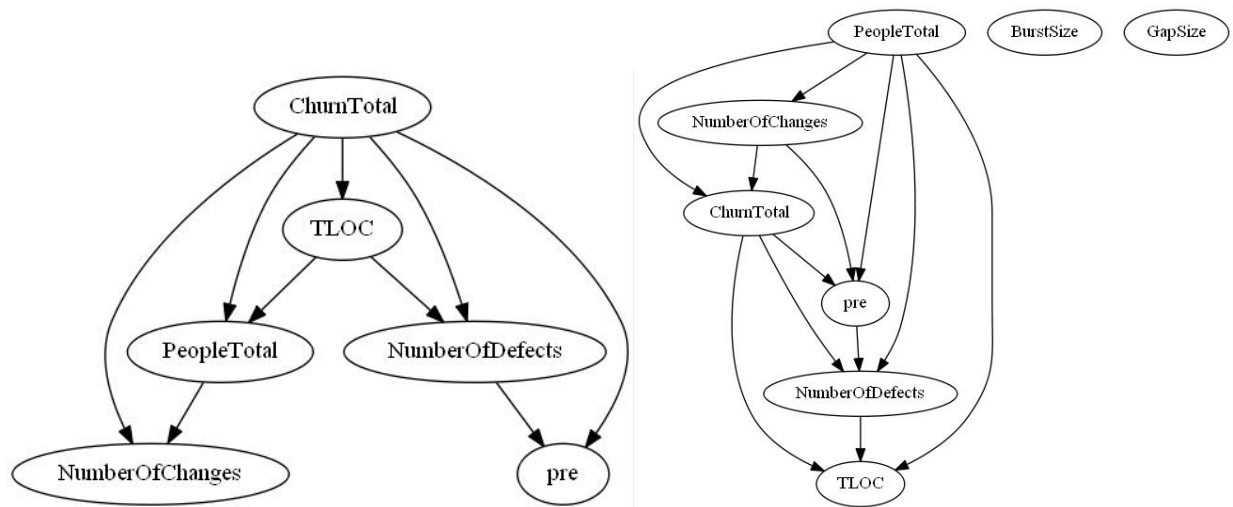 ChurnTotal
TLOC
PeopleTotal
NumberOfDefects
NumberOfChanges
pre
PeopleTotal
BurstSize
GapSize
NumberOfChanges
ChurnTotal
pre
NumberOfDefects
TLOC